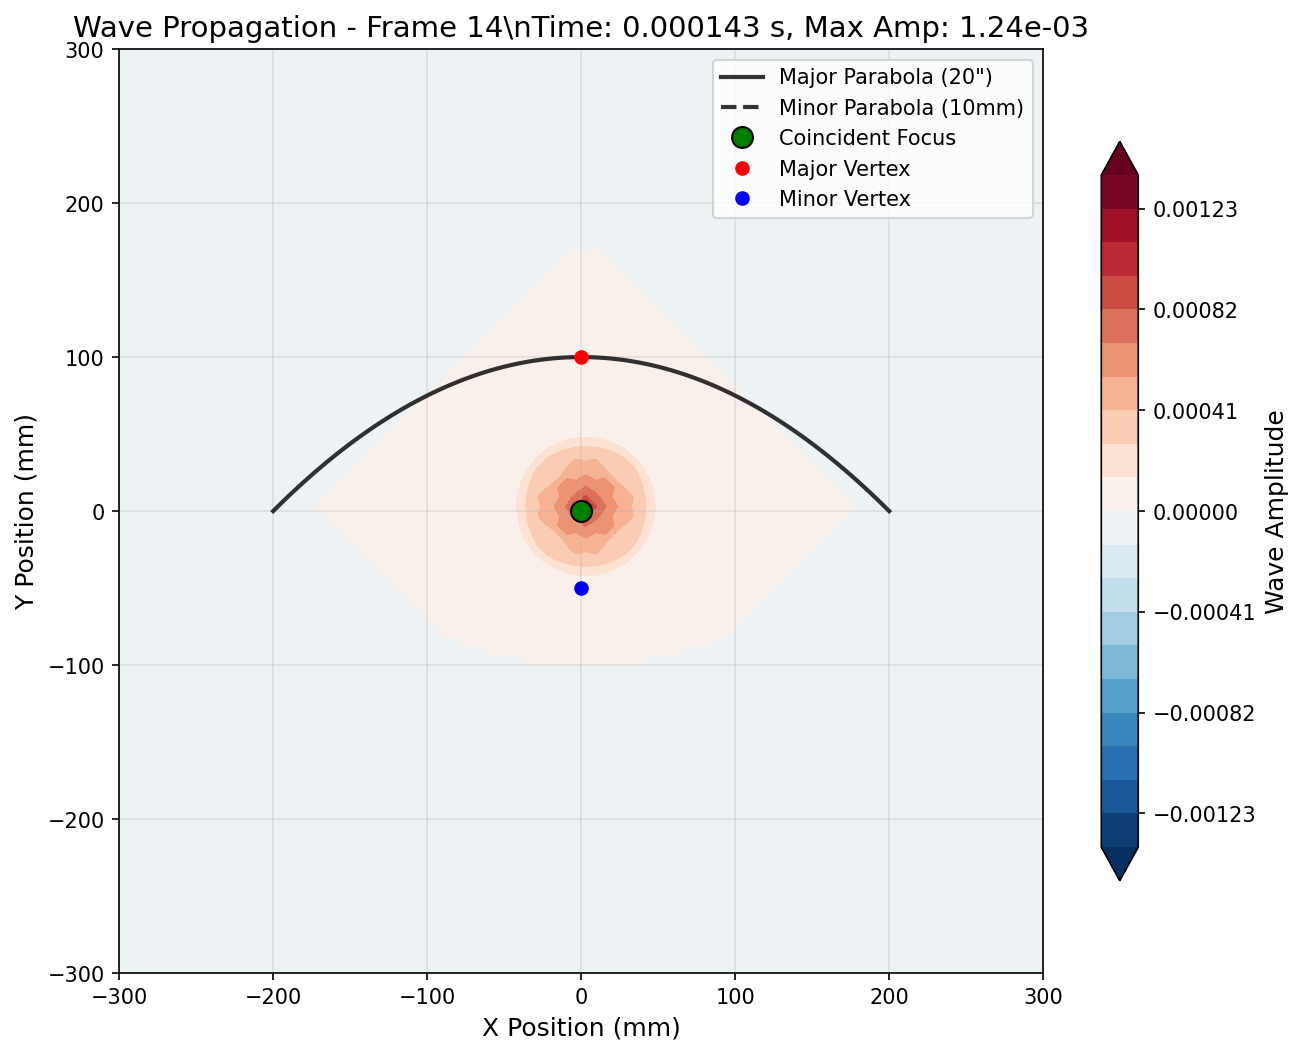 Wave Propagation - Frame 14\nTime: 0.000143 s, Max Amp: 1.24e-03
Major Parabola (20")
Minor Parabola (10mm)
Coincident Focus
Major Vertex
Minor Vertex
300
200
100
0
−100
−200
−300
Y Position (mm)
−300
−200
−100
0
100
200
300
X Position (mm)
0.00123
0.00082
0.00041
0.00000
−0.00041
−0.00082
−0.00123
Wave Amplitude